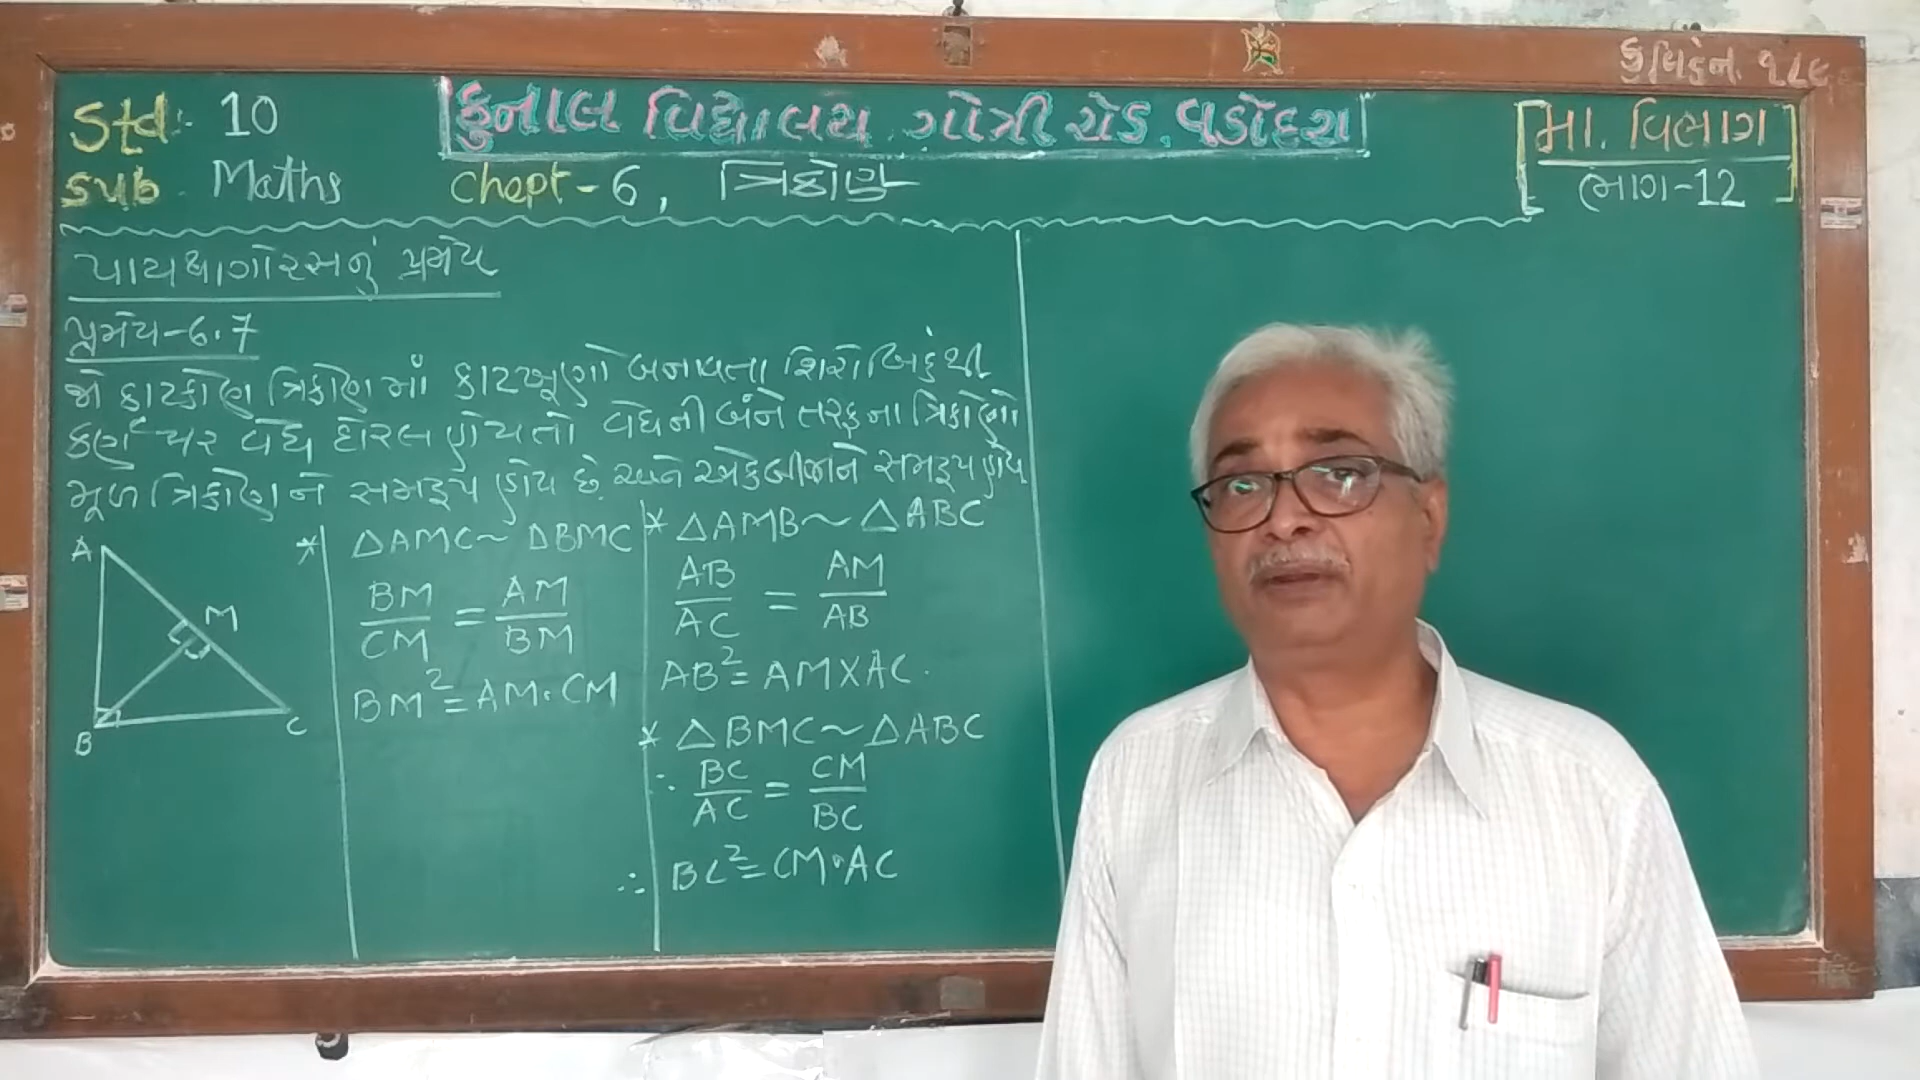 Std:- 10
કુનાલ વિદ્યાલય ગોત્રી રોડ. વડોદરા
મા. વિભાગ
ભાગ-12
Sub. Maths
Chept-6, ત્રિકોણ
પાયથાગોરસનું પ્રમેય
પ્રમેય-6.7
જો કાટકોણ ત્રિકોણમાં કાટખૂણો બનાવતા શિરોબિંદુથી
કર્ણ પર વેધ દોરેલ હોય તો વેધની બંને તરફના ત્રિકોણો
મૂળ ત્રિકોણને સમરૂપ હોય છે. અને એકબીજાને સમરૂપ હોય
A
M
B
C
* △AMC ~ △BMC
BM/CM = AM/BM
BM² = AM·CM
* △AMB ~ △ABC
AB/AC = AM/AB
AB² = AM X AC.
* △BMC ~ △ABC
∴ BC/AC = CM/BC
∴ BC² = CM·AC